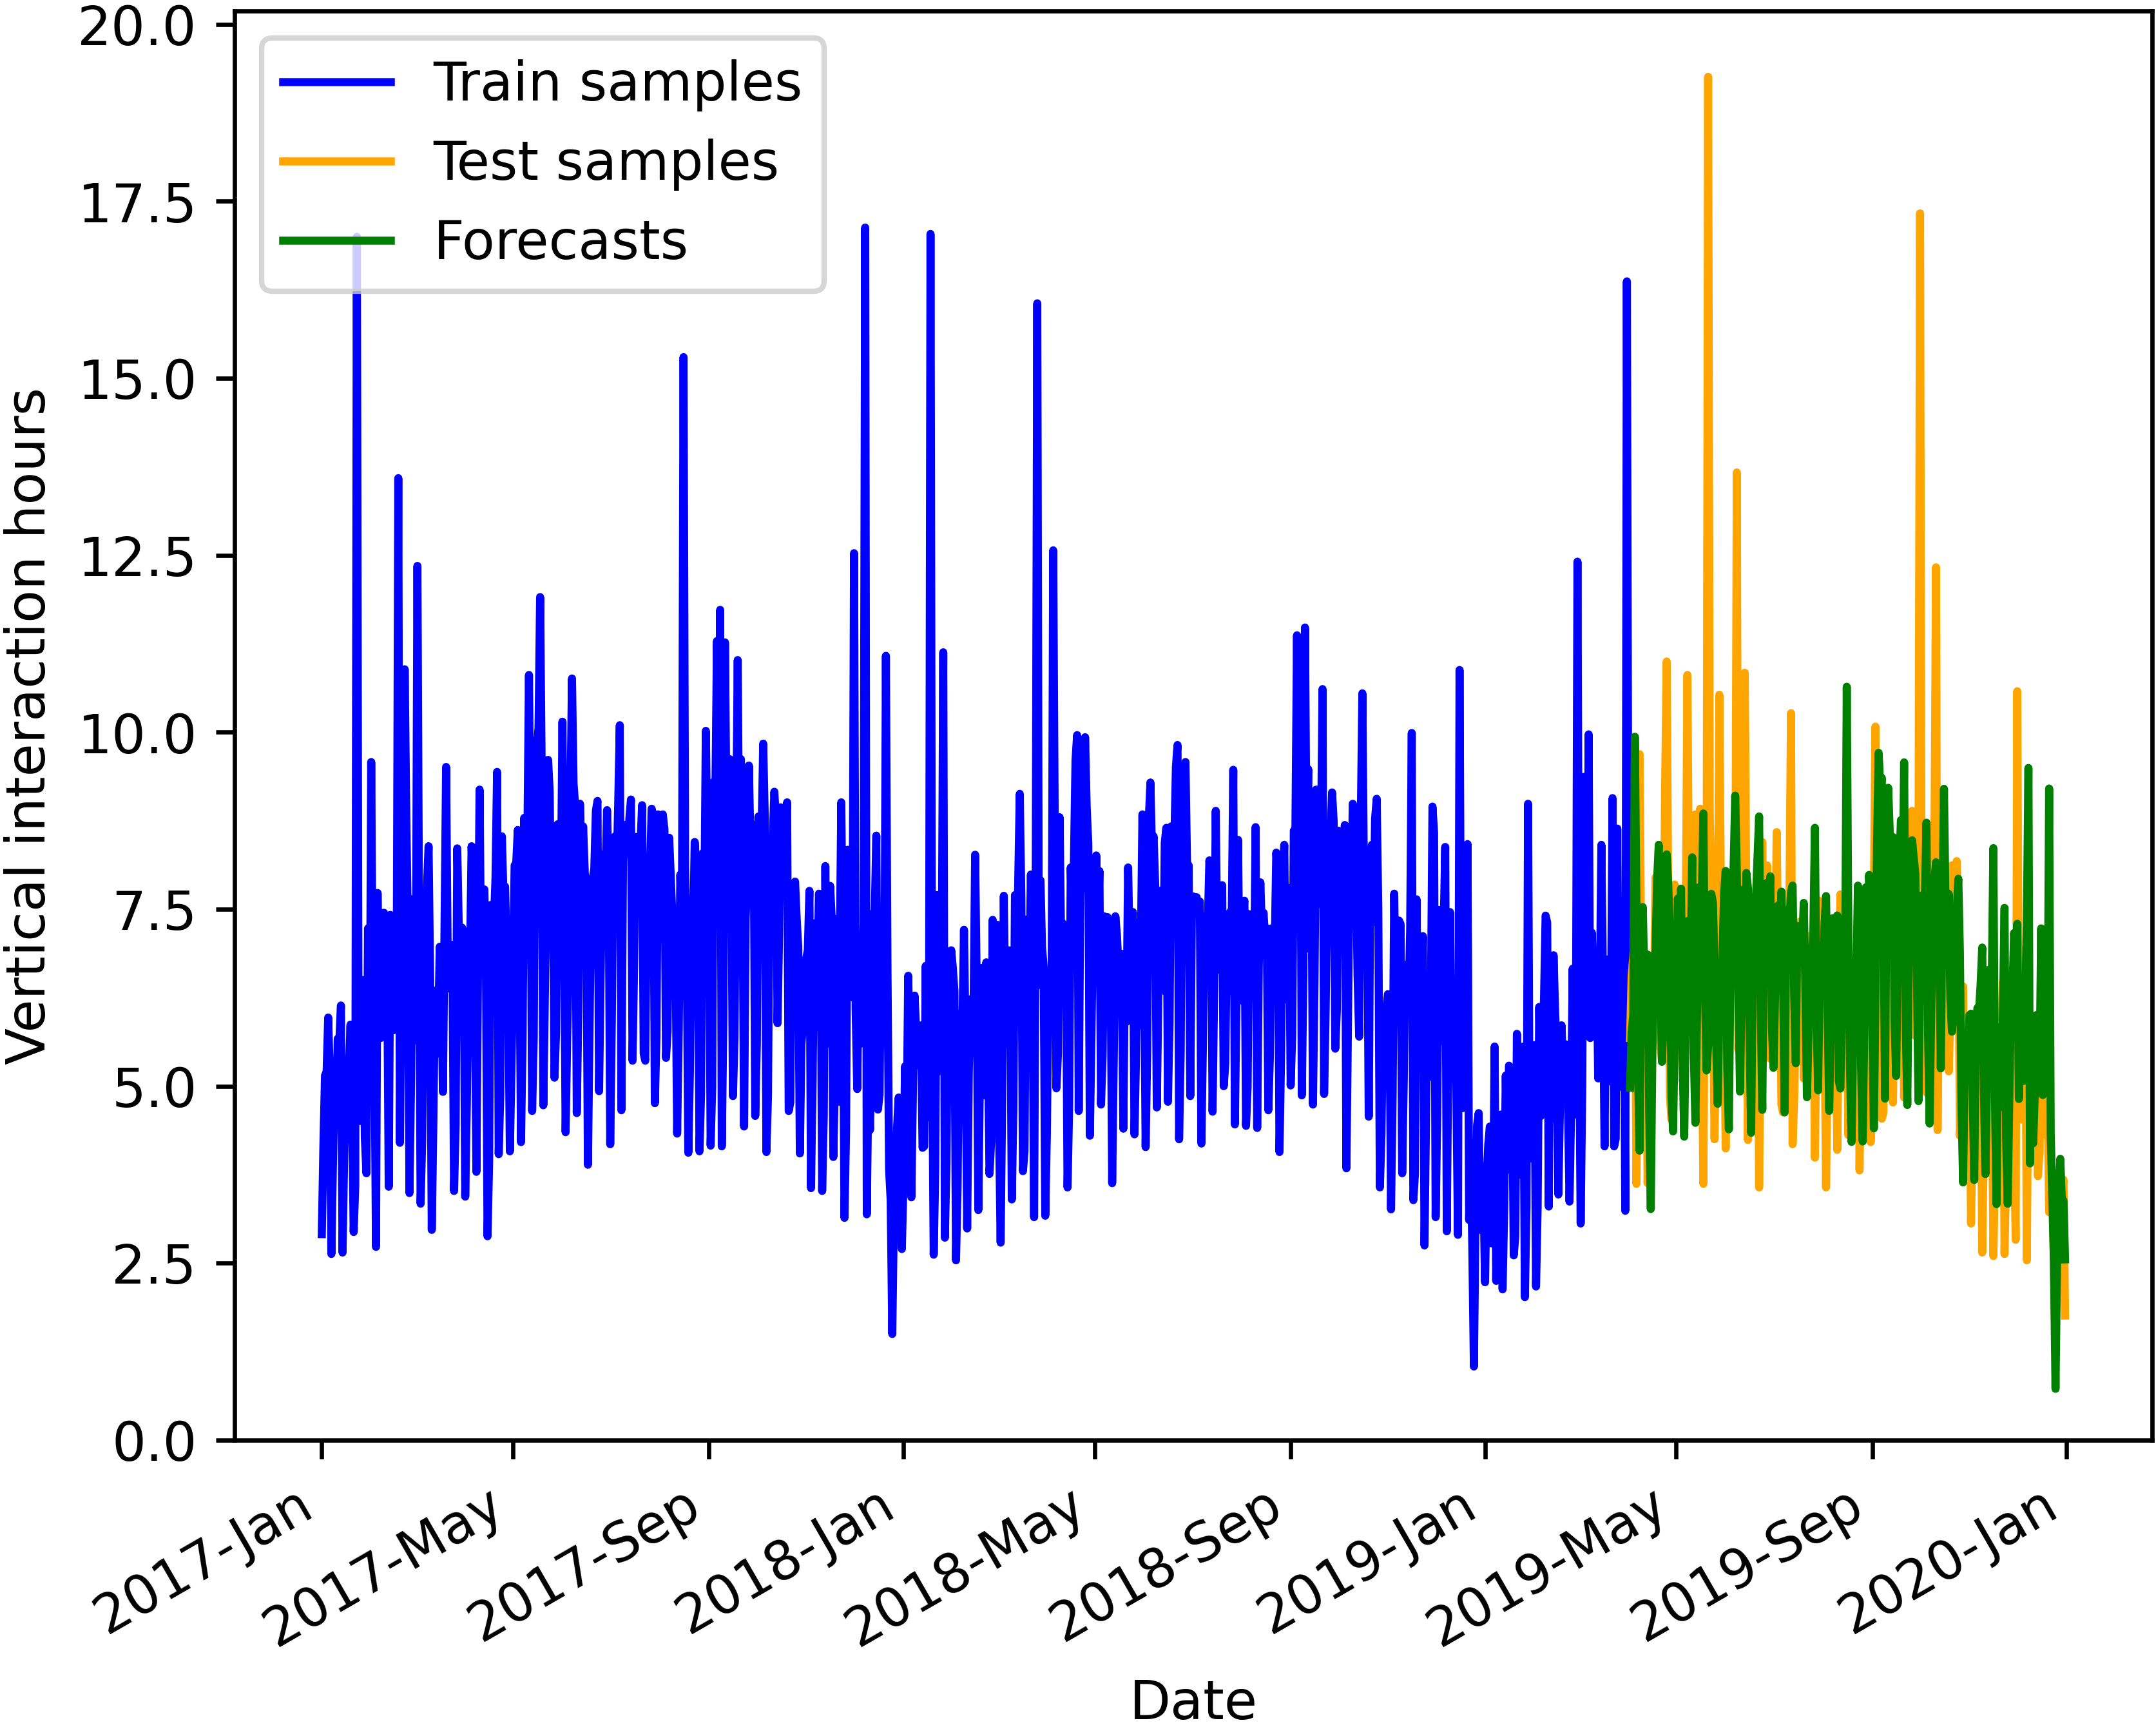 20.0
17.5
15.0
12.5
10.0
7.5
5.0
2.5
0.0
Vertical interaction hours
Train samples
Test samples
Forecasts
2017-Jan
2017-May
2017-Sep
2018-Jan
2018-May
2018-Sep
2019-Jan
2019-May
2019-Sep
2020-Jan
Date